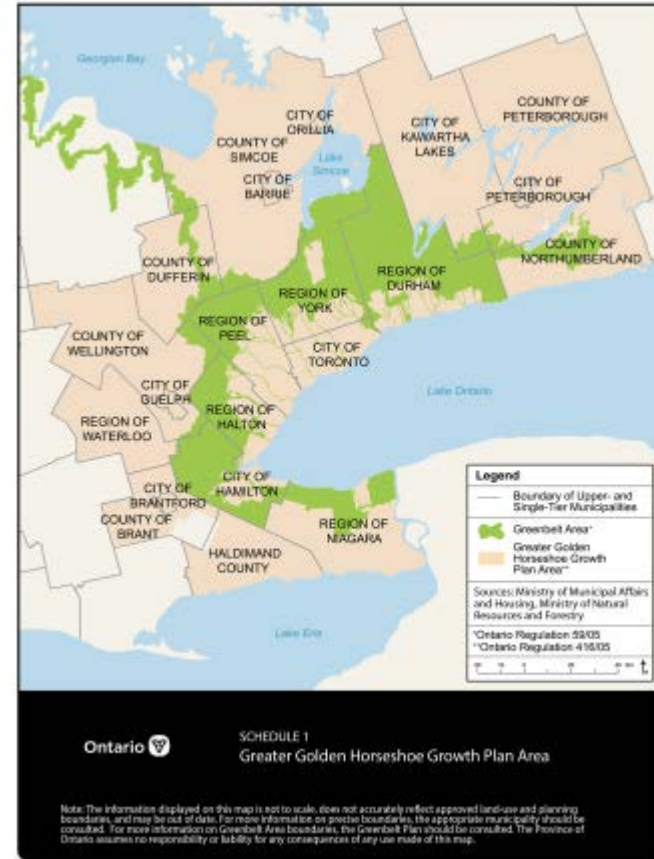 Georgian Bay
CITY OF
ORILLIA
COUNTY OF
SIMCOE
Lake
Simcoe
CITY OF
BARRIE
CITY OF
KAWARTHA
LAKES
COUNTY OF
PETERBOROUGH
CITY OF
PETERBOROUGH
COUNTY OF
NORTHUMBERLAND
COUNTY OF
DUFFERIN
REGION OF
DURHAM
REGION OF
YORK
REGION OF
PEEL
CITY OF
TORONTO
COUNTY OF
WELLINGTON
CITY OF
GUELPH
Lake Ontario
REGION OF
HALTON
REGION OF
WATERLOO
CITY OF
HAMILTON
CITY OF
BRANTFORD
COUNTY OF
BRANT
REGION OF
NIAGARA
HALDIMAND
COUNTY
Lake Erie
Legend
Boundary of Upper- and
Single-Tier Municipalities
Greenbelt Area*
Greater Golden
Horseshoe Growth
Plan Area**
Sources: Ministry of Municipal Affairs
and Housing, Ministry of Natural
Resources and Forestry
*Ontario Regulation 59/05
**Ontario Regulation 416/05
Ontario
SCHEDULE 1
Greater Golden Horseshoe Growth Plan Area
Note: The information displayed on this map is not to scale, does not accurately reflect approved land-use and planning
boundaries, and may be out of date. For more information on precise boundaries, the appropriate municipality should be
consulted. For more information on Greenbelt Area boundaries, the Greenbelt Plan should be consulted. The Province of
Ontario assumes no responsibility or liability for any consequences of any use made of this map.